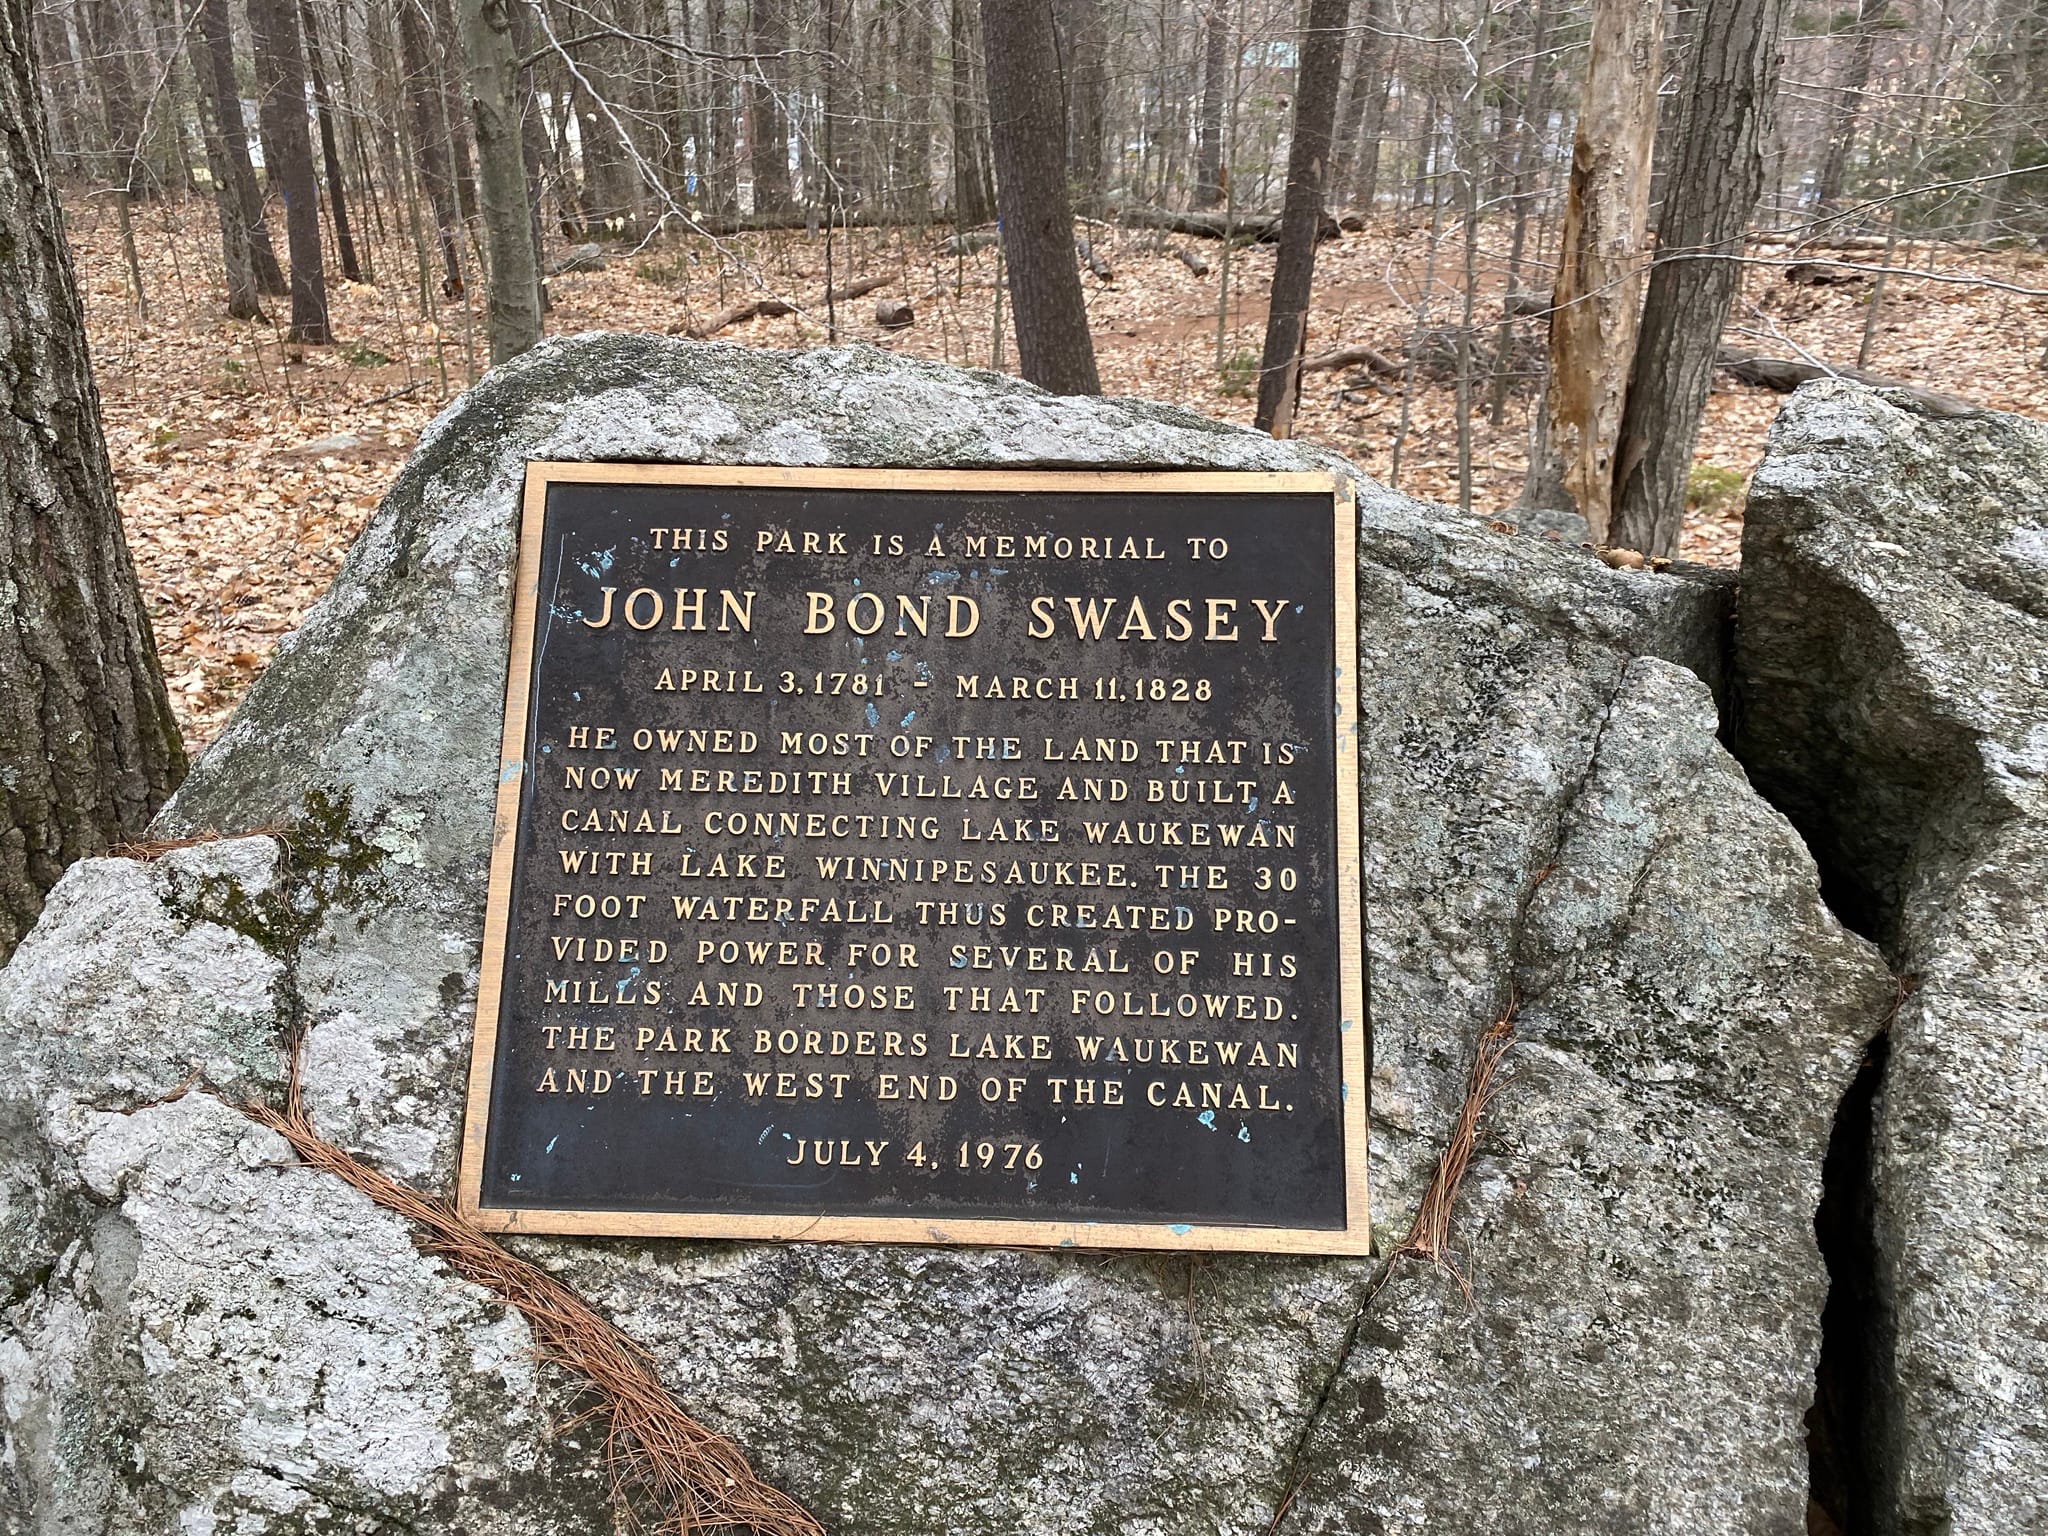 THIS PARK IS A MEMORIAL TO
JOHN BOND SWASEY
APRIL 3, 1781 - MARCH 11, 1828
HE OWNED MOST OF THE LAND THAT IS
NOW MEREDITH VILLAGE AND BUILT A
CANAL CONNECTING LAKE WAUKEWAN
WITH LAKE WINNIPESAUKEE. THE 30
FOOT WATERFALL THUS CREATED PRO-
VIDED POWER FOR SEVERAL OF HIS
MILLS AND THOSE THAT FOLLOWED.
THE PARK BORDERS LAKE WAUKEWAN
AND THE WEST END OF THE CANAL.
JULY 4, 1976